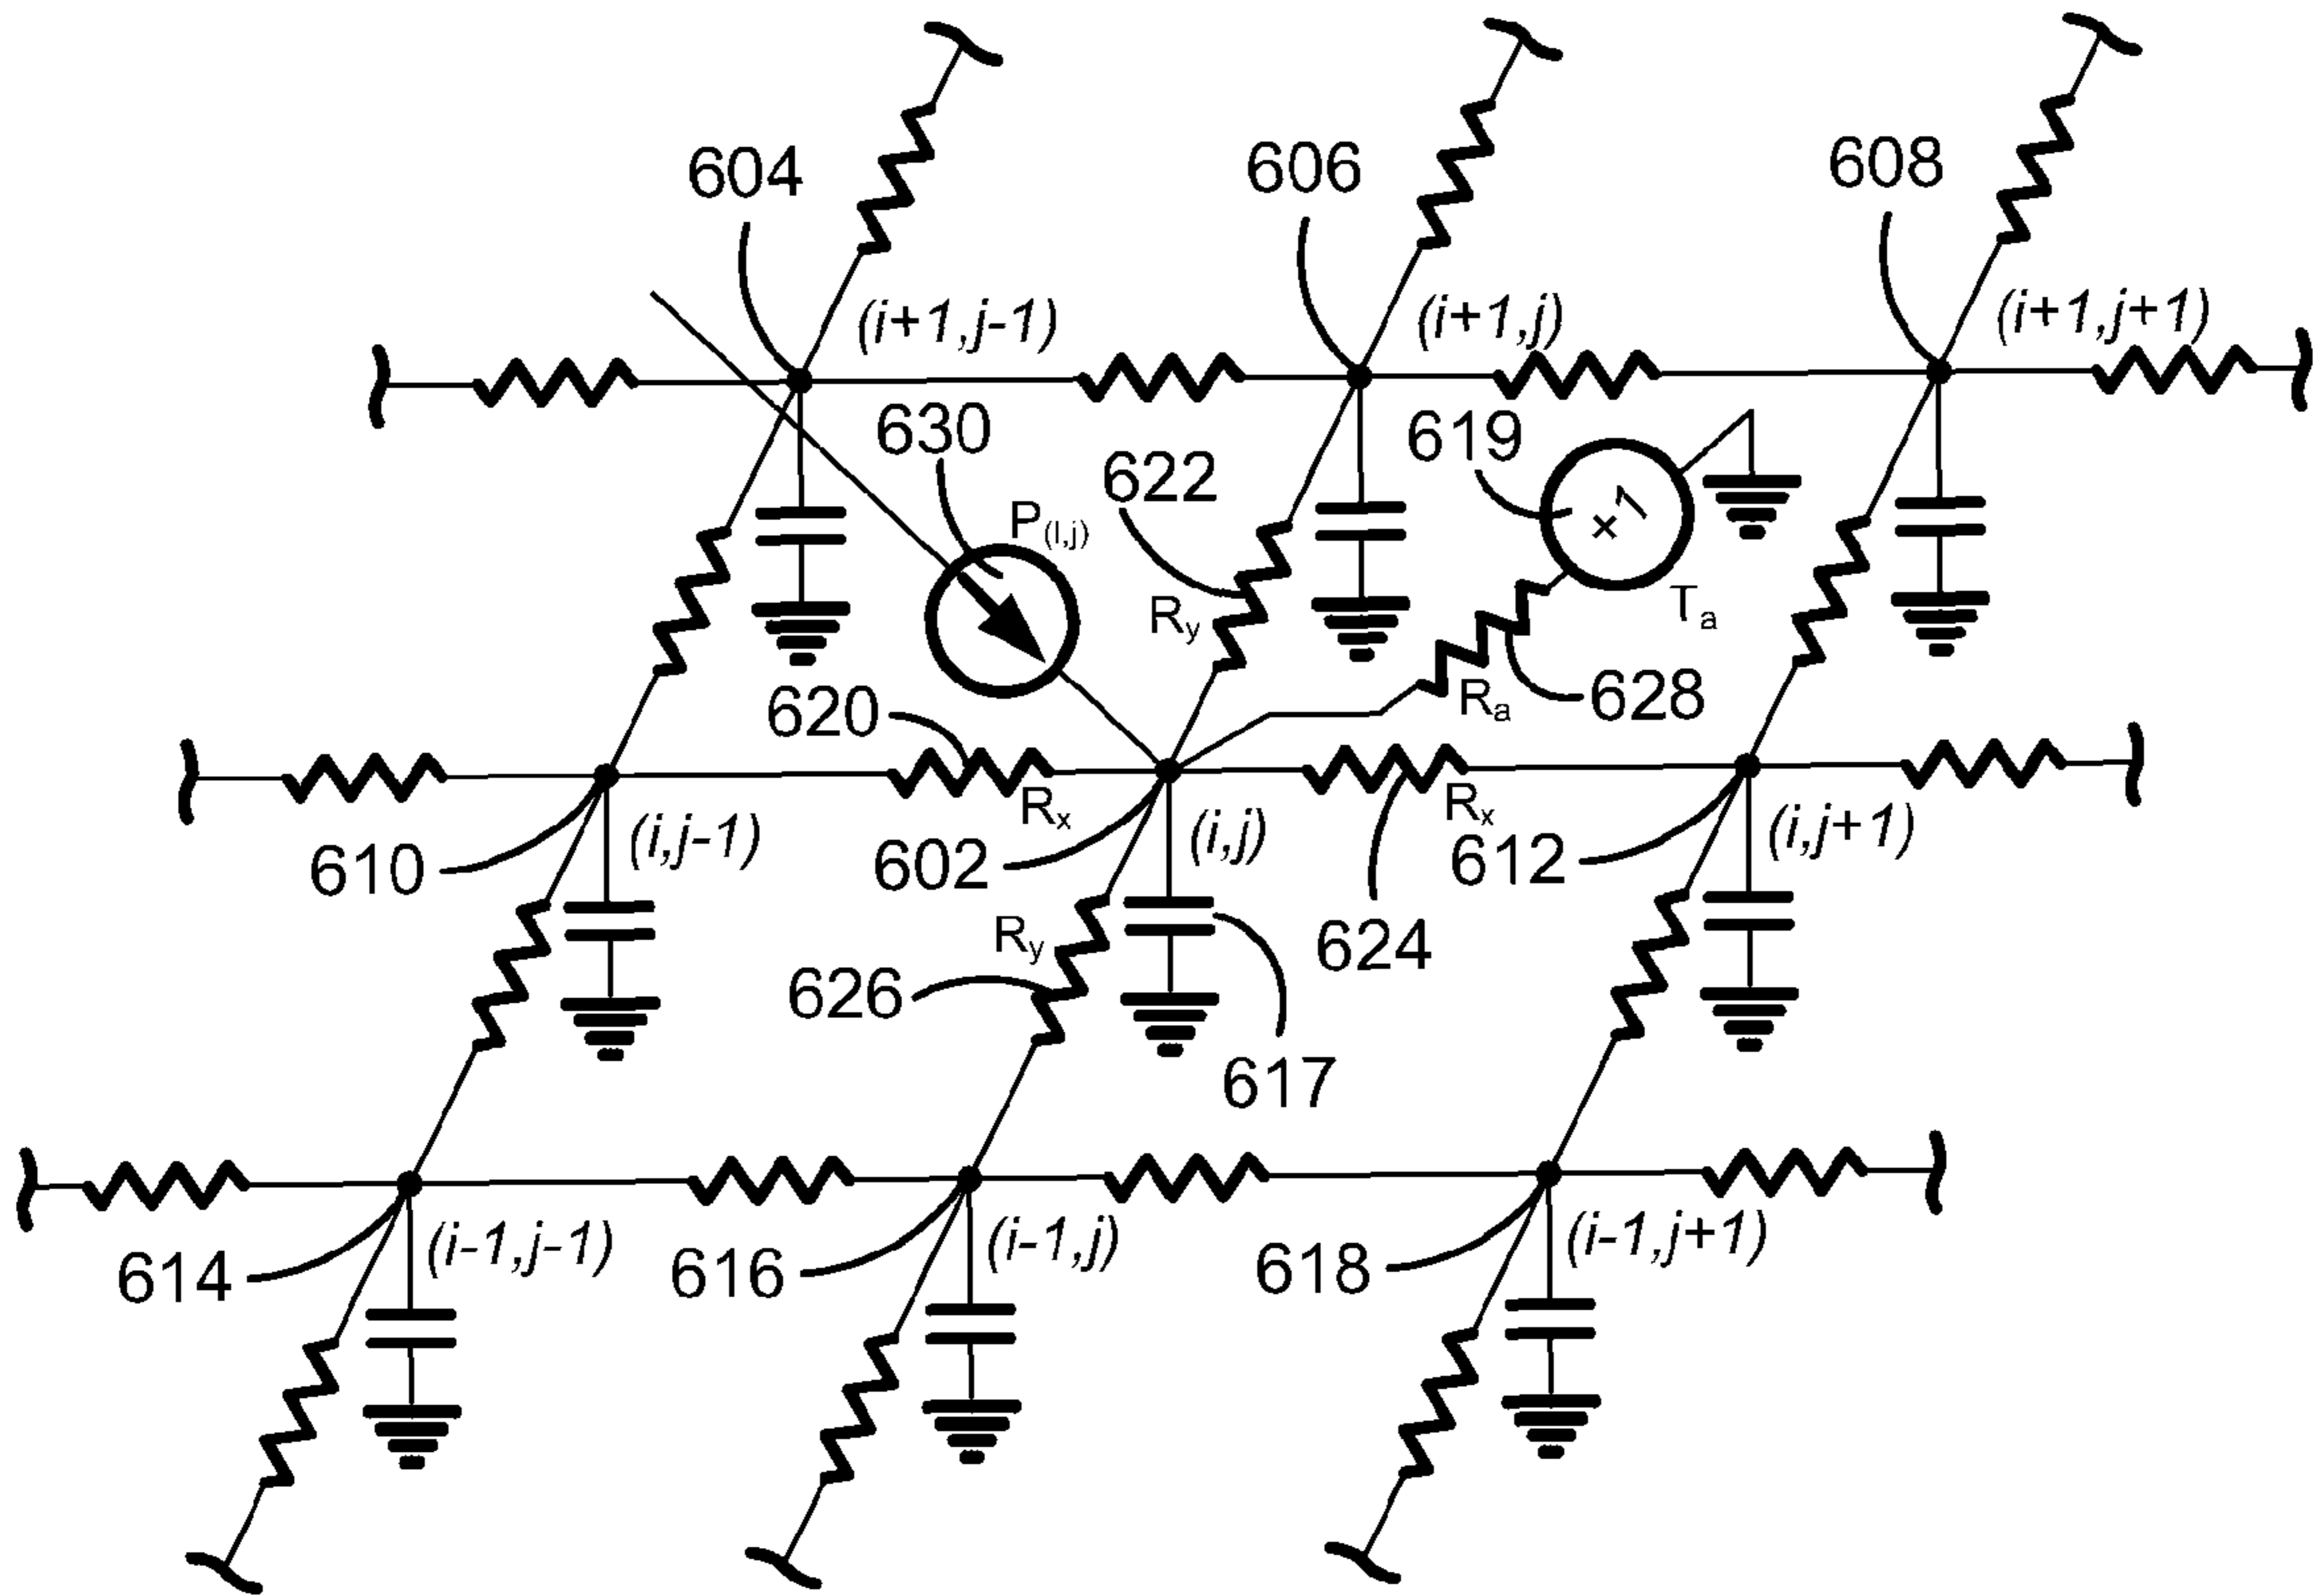 604
606
608
(i+1,j-1)
(i+1,j)
(i+1,j+1)
630
619
622
P(I,j)
+
-
Ry
Ta
Ra
628
620
Rx
Rx
610
(i,j-1)
602
(i,j)
612
(i,j+1)
Ry
624
626
617
614
(i-1,j-1)
616
(i-1,j)
618
(i-1,j+1)